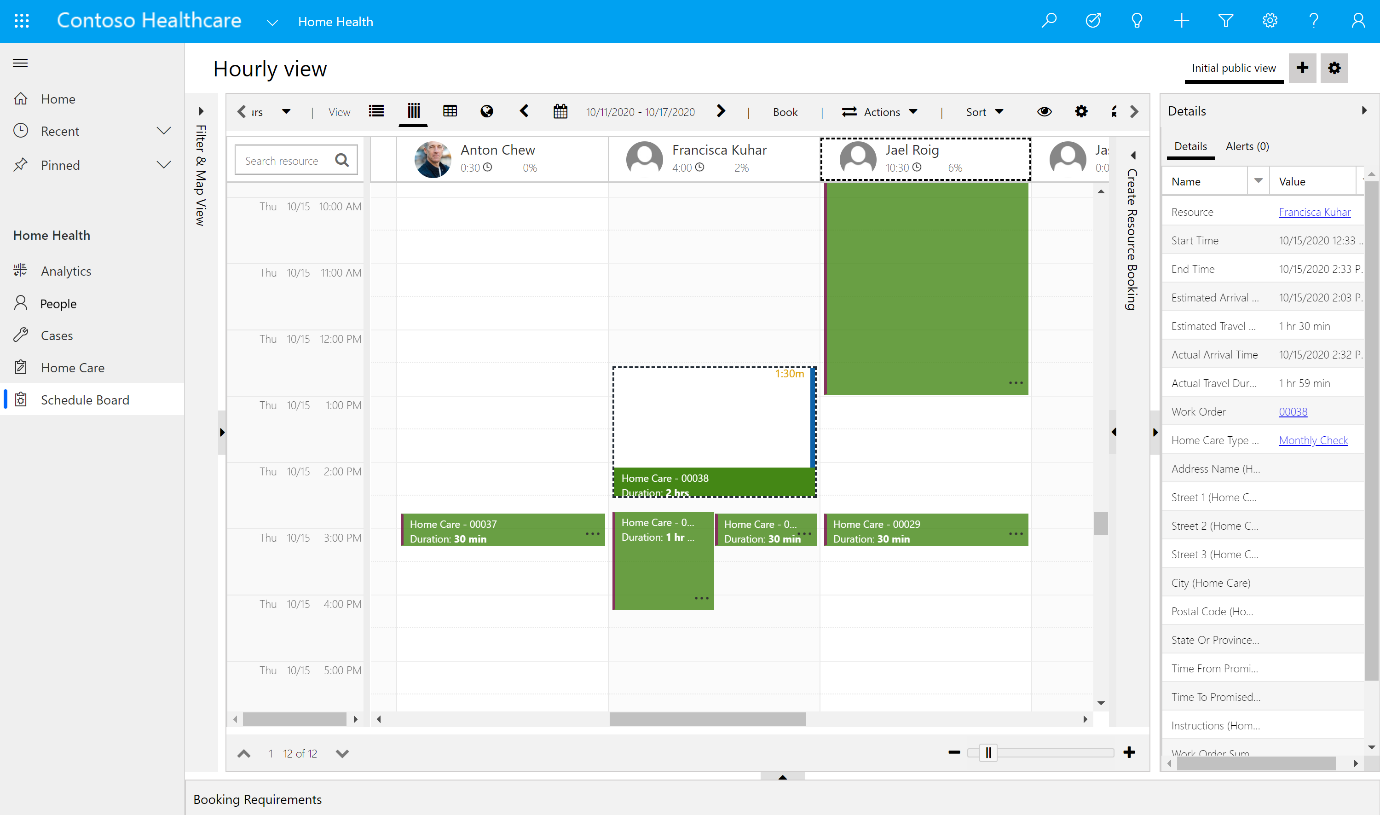 Contoso Healthcare
Home Health
Home
Recent
Pinned
Home Health
Analytics
People
Cases
Home Care
Schedule Board
Hourly view
Initial public view
Filter & Map View
View
10/11/2020 - 10/17/2020
Book
Actions
Sort
Search resource
Anton Chew
0:30 0%
Francisca Kuhar
4:00 2%
Jael Roig
10:30 6%
Thu 10/15 10:00 AM
Thu 10/15 11:00 AM
Thu 10/15 12:00 PM
Thu 10/15 1:00 PM
Thu 10/15 2:00 PM
Thu 10/15 3:00 PM
Thu 10/15 4:00 PM
Thu 10/15 5:00 PM
1:30m
Home Care - 00038
Duration: 2 hrs
Home Care - 00037
Duration: 30 min
Home Care - 0...
Duration: 1 hr ...
Home Care - 0...
Duration: 30 min
Home Care - 00029
Duration: 30 min
1 12 of 12
Create Resource Booking
Details
Details Alerts (0)
Name Value
Resource Francisca Kuhar
Start Time 10/15/2020 12:33 ..
End Time 10/15/2020 2:33 P.
Estimated Arrival ... 10/15/2020 2:03 P.
Estimated Travel ... 1 hr 30 min
Actual Arrival Time 10/15/2020 2:32 P.
Actual Travel Dur... 1 hr 59 min
Work Order 00038
Home Care Type ... Monthly Check
Address Name (H...
Street 1 (Home C...
Street 2 (Home C...
Street 3 (Home C...
City (Home Care)
Postal Code (Ho...
State Or Province...
Time From Promi...
Time To Promised...
Instructions (Hom...
Work Order Sum
Booking Requirements